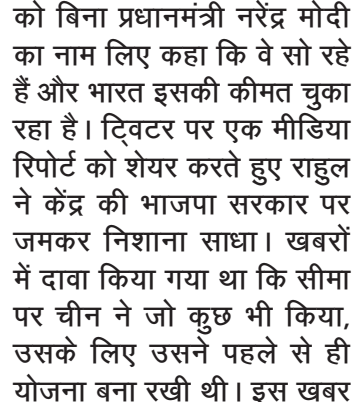 को बिना प्रधानमंत्री नरेंद्र मोदी
का नाम लिए कहा कि वे सो रहे
हैं और भारत इसकी कीमत चुका
रहा है। ट्विटर पर एक मीडिया
रिपोर्ट को शेयर करते हुए राहुल
ने केंद्र की भाजपा सरकार पर
जमकर निशाना साधा। खबरों
में दावा किया गया था कि सीमा
पर चीन ने जो कुछ भी किया,
उसके लिए उसने पहले से ही
योजना बना रखी थी। इस खबर